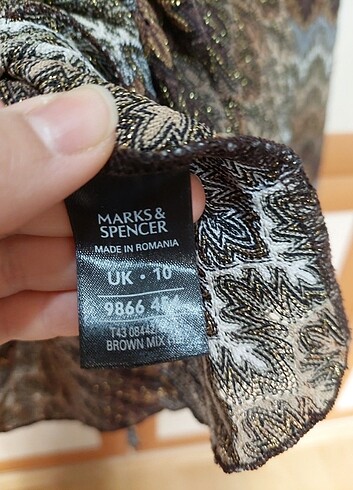 MARKS &
SPENCER
MADE IN ROMANIA
UK · 10
9866
T43
BROWN MIX